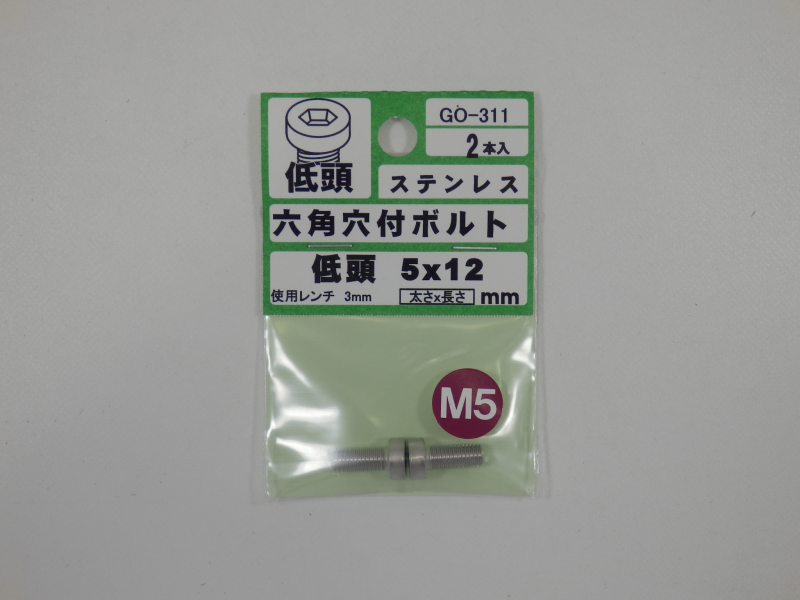 GO-311
2本入
低頭
ステンレス
六角穴付ボルト
低頭 5x12
使用レンチ 3mm 太さx長さ mm
M5